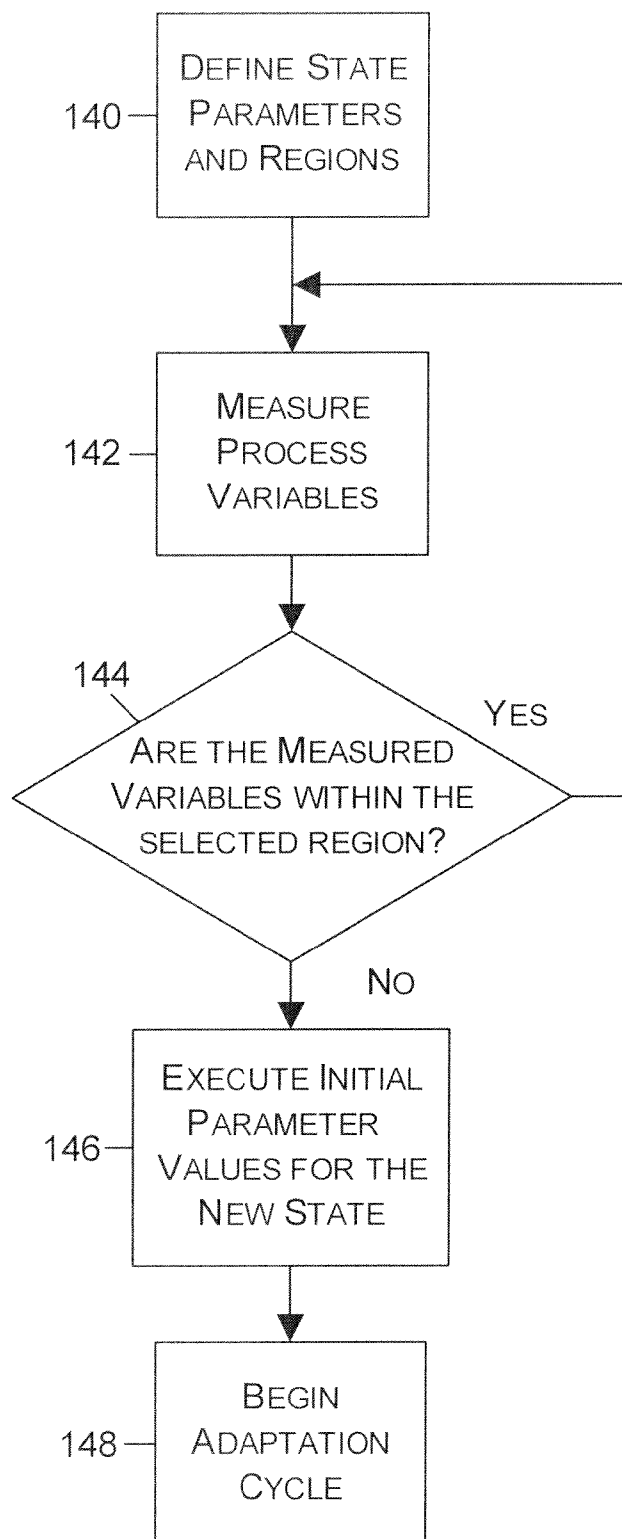 140
DEFINE STATE
PARAMETERS
AND REGIONS
142
MEASURE
PROCESS
VARIABLES
144
YES
ARE THE MEASURED
VARIABLES WITHIN THE
SELECTED REGION?
NO
146
EXECUTE INITIAL
PARAMETER
VALUES FOR THE
NEW STATE
148
BEGIN
ADAPTATION
CYCLE